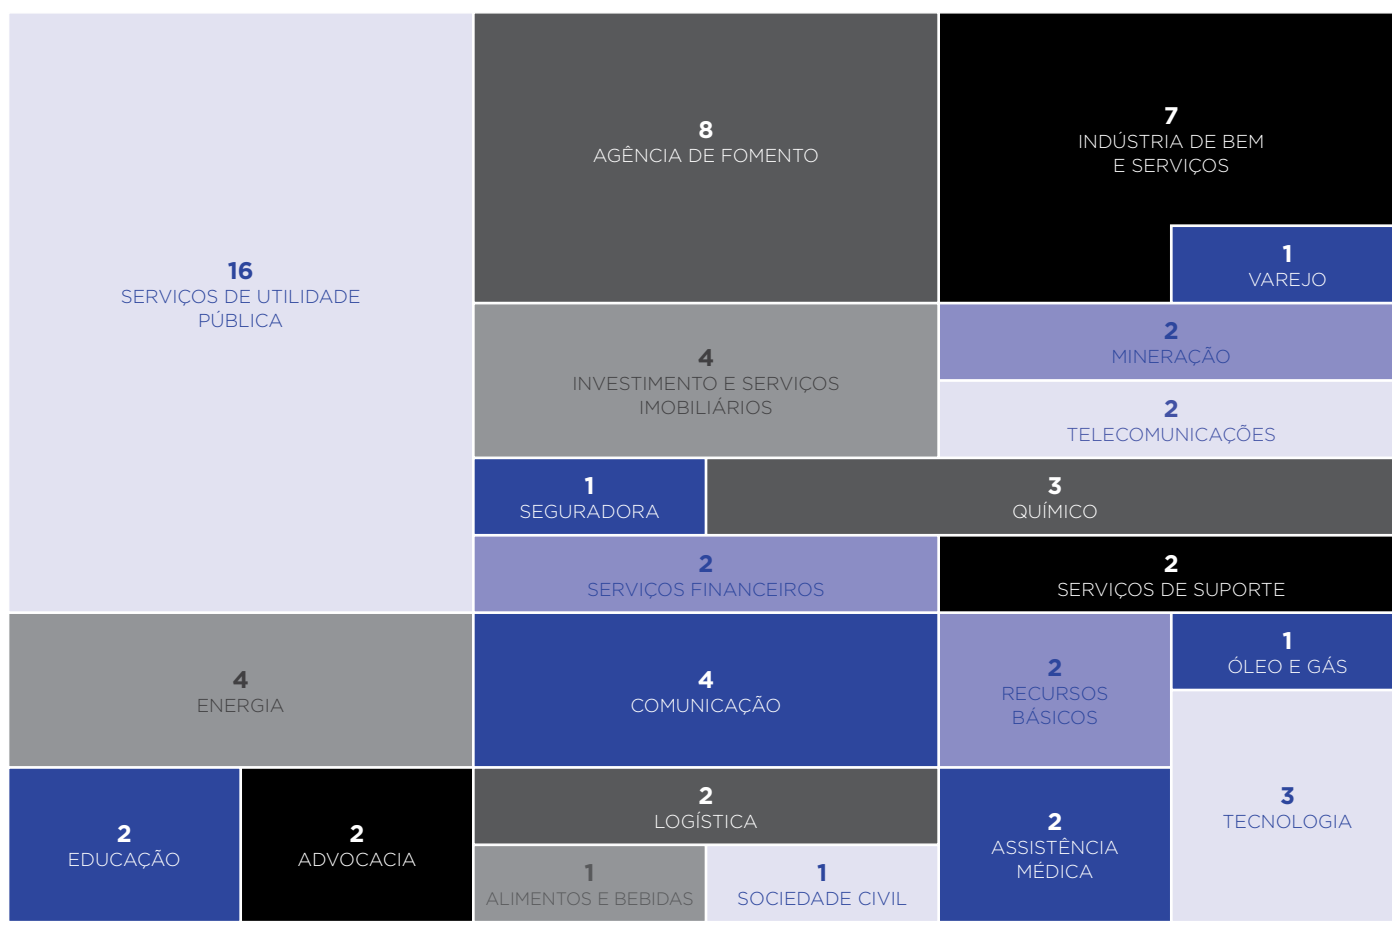 16
SERVIÇOS DE UTILIDADE
PÚBLICA
8
AGÊNCIA DE FOMENTO
7
INDÚSTRIA DE BEM
E SERVIÇOS
1
VAREJO
4
INVESTIMENTO E SERVIÇOS
IMOBILIÁRIOS
2
MINERAÇÃO
2
TELECOMUNICAÇÕES
1
SEGURADORA
3
QUÍMICO
2
SERVIÇOS FINANCEIROS
2
SERVIÇOS DE SUPORTE
4
ENERGIA
4
COMUNICAÇÃO
2
RECURSOS
BÁSICOS
1
ÓLEO E GÁS
2
EDUCAÇÃO
2
ADVOCACIA
2
LOGÍSTICA
1
ALIMENTOS E BEBIDAS
1
SOCIEDADE CIVIL
2
ASSISTÊNCIA
MÉDICA
3
TECNOLOGIA